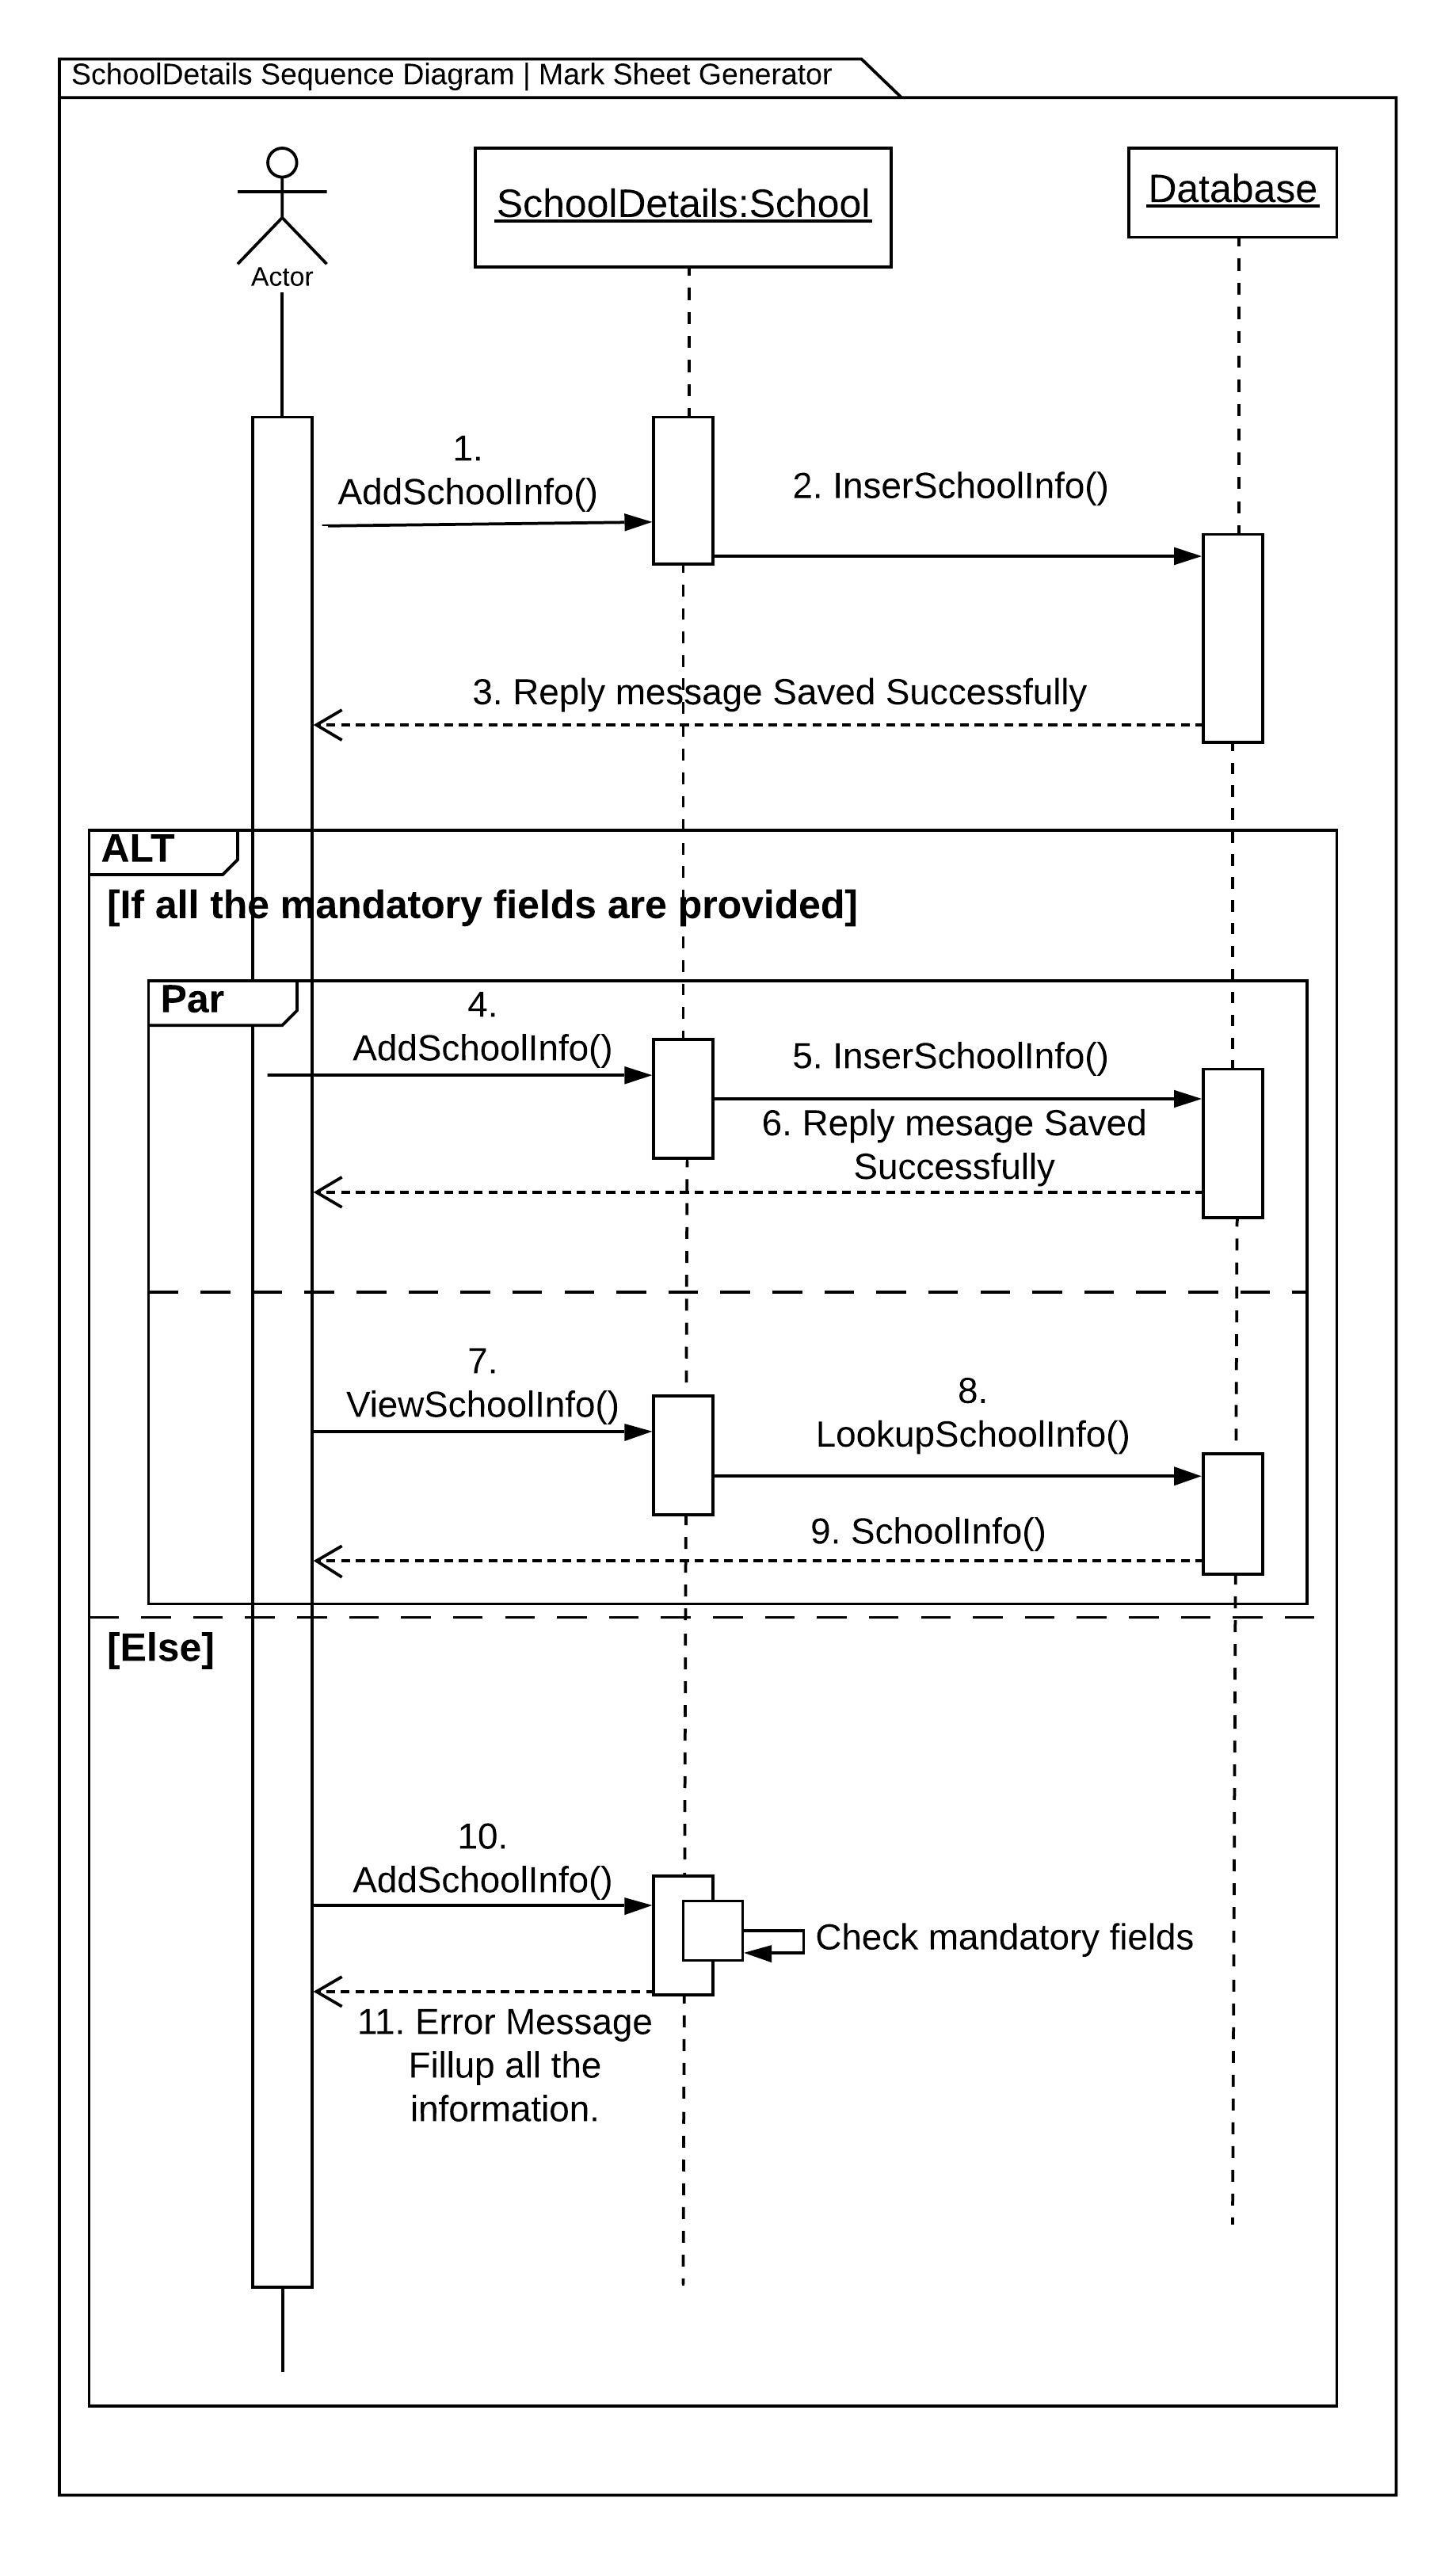 SchoolDetails Sequence Diagram | Mark Sheet Generator
Actor
SchoolDetails:School
Database
1.
AddSchoolInfo()
2. InserSchoolInfo()
3. Reply message Saved Successfully
ALT
[If all the mandatory fields are provided]
Par
4.
AddSchoolInfo()
5. InserSchoolInfo()
6. Reply mesage Saved
Successfully
7.
ViewSchoolInfo()
8.
LookupSchoolInfo()
9. SchoolInfo()
[Else]
10.
AddSchoolInfo()
Check mandatory fields
11. Error Message
Fillup all the
information.